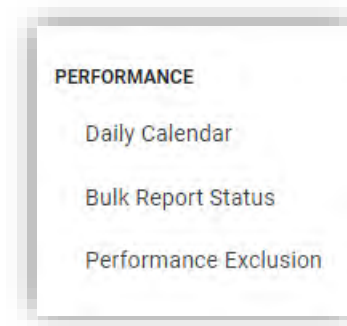 PERFORMANCE
Daily Calendar
Bulk Report Status
Performance Exclusion